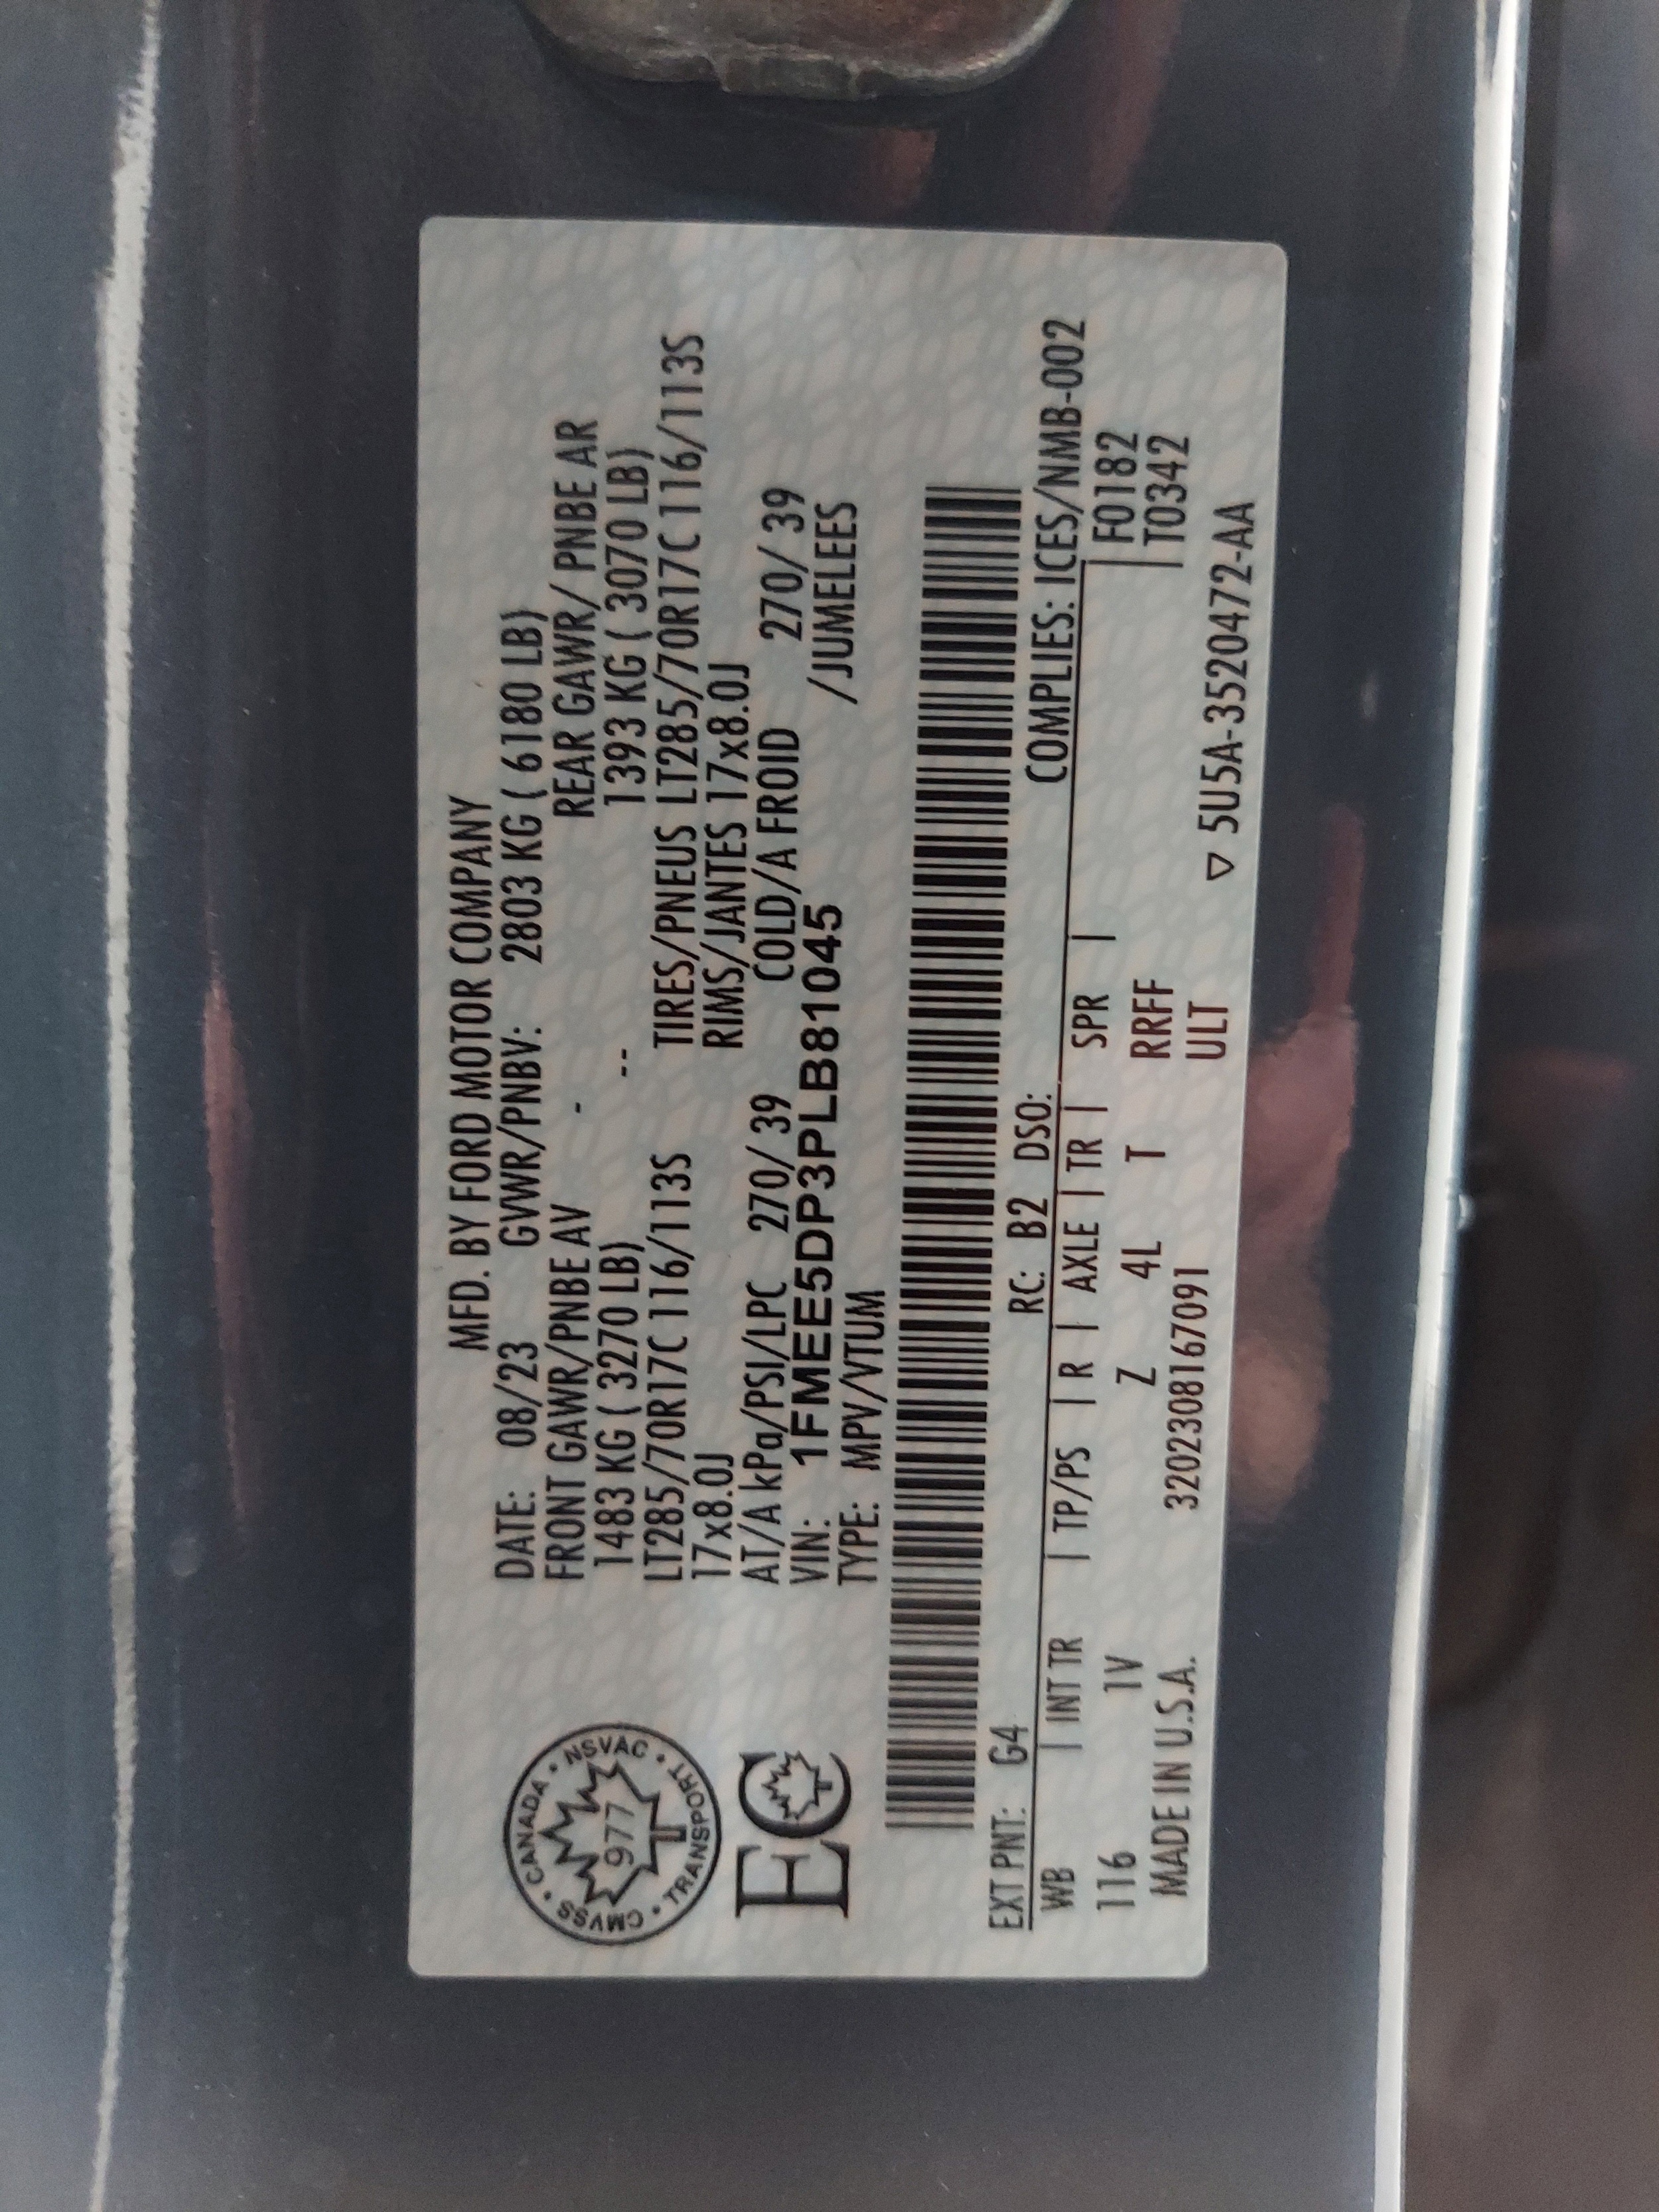 MFD. BY FORD MOTOR COMPANY
DATE: 08/23 GVWR/PNBV: 2803 KG ( 6180 LB)
FRONT GAWR/PNBE AV - REAR GAWR/ PNBE AR
1483 KG ( 3270 LB) -- 1393 KG ( 3070 LB)
LT285/70R17C116/113S TIRES/PNEUS LT285/70R17C116/113S
17x8.0J RIMS/JANTES 17x8.0J
AT/A kPa/PSI/LPC 270/ 39 COLD/A FROID 270/ 39
VIN: 1FMEE5DP3PLB81045 /JUMELEES
TYPE: MPV/VTUM
CMVSS • CANADA • NSVAC • TRANSPORT •
977
EC
EXT PNT: G4 RC: B2 DSO: COMPLIES: ICES/NMB-002
WB | INT TR | TP/PS | R | AXLE | TR | SPR | | F0182
116 1V Z 4L T RRFF | T0342
MADE IN U.S.A. 3202308167091 ULT
▽ 5U5A-3520472-AA